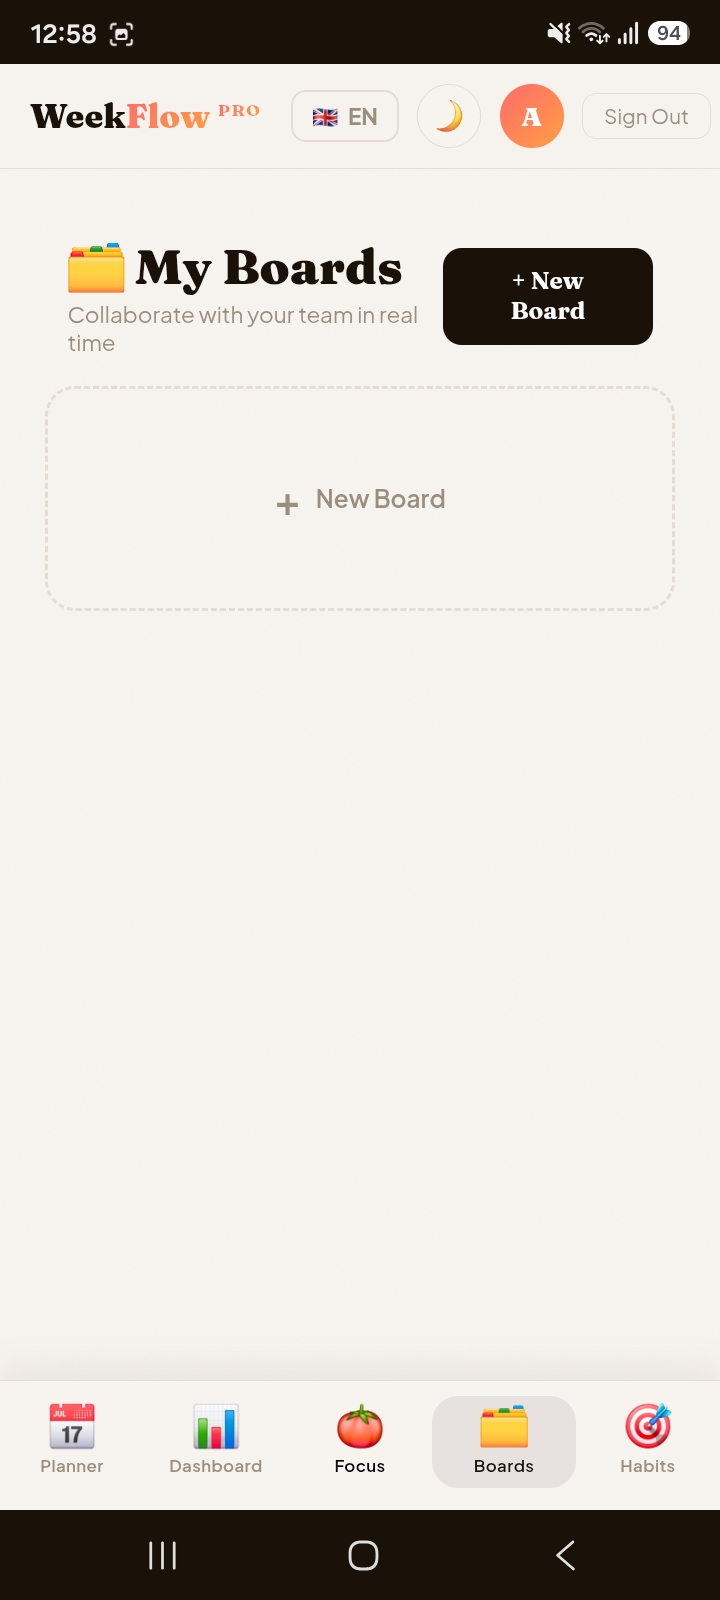 12:58
94
WeekFlow PRO
EN
A
Sign Out
My Boards
Collaborate with your team in real
time
+ New
Board
+ New Board
JUL
17
Planner
Dashboard
Focus
Boards
Habits